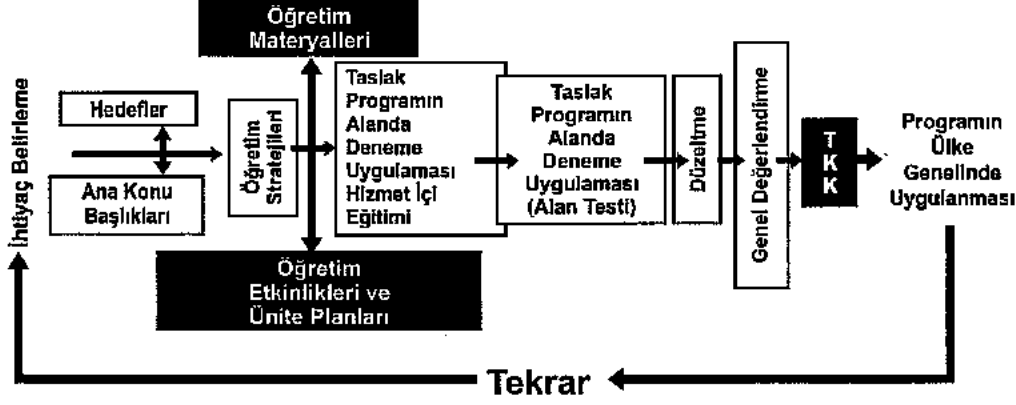 İhtiyaç Belirleme
Hedefler
Ana Konu
Başlıkları
Öğretim
Stratejileri
Öğretim
Materyalleri
Öğretim
Etkinlikleri ve
Ünite Planları
Taslak
Programın
Alanda
Deneme
Uygulaması
Hizmet İçi
Eğitimi
Taslak
Programın
Alanda
Deneme
Uygulaması
(Alan Testi)
Düzeltme
Genel Değerlendirme
T
K
K
Programın
Ülke
Genelinde
Uygulanması
Tekrar